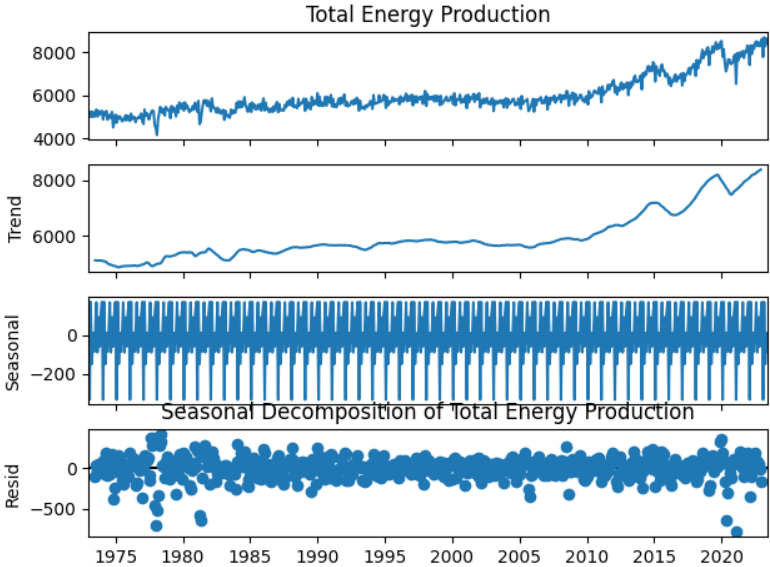 Total Energy Production
8000
6000
4000
Trend
8000
6000
Seasonal
0
−200
Seasonal Decomposition of Total Energy Production
Resid
0
−500
1975 1980 1985 1990 1995 2000 2005 2010 2015 2020